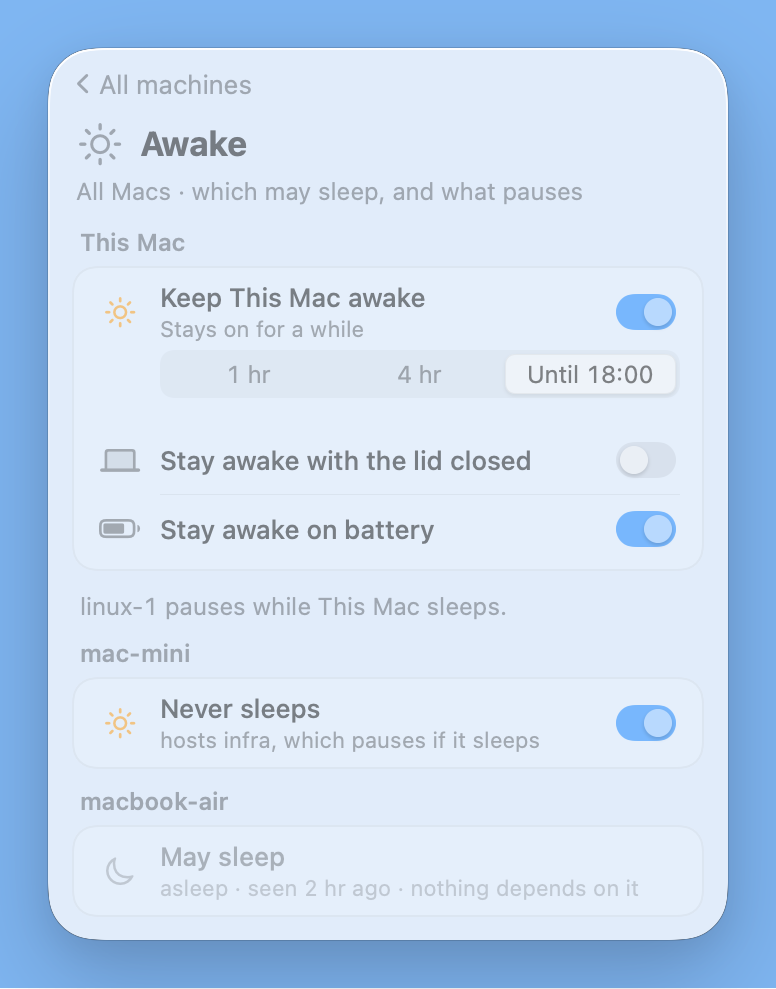 All machines
Awake
All Macs · which may sleep, and what pauses
This Mac
Keep This Mac awake
Stays on for a while
1 hr 4 hr Until 18:00
Stay awake with the lid closed
Stay awake on battery
linux-1 pauses while This Mac sleeps.
mac-mini
Never sleeps
hosts infra, which pauses if it sleeps
macbook-air
May sleep
asleep · seen 2 hr ago · nothing depends on it